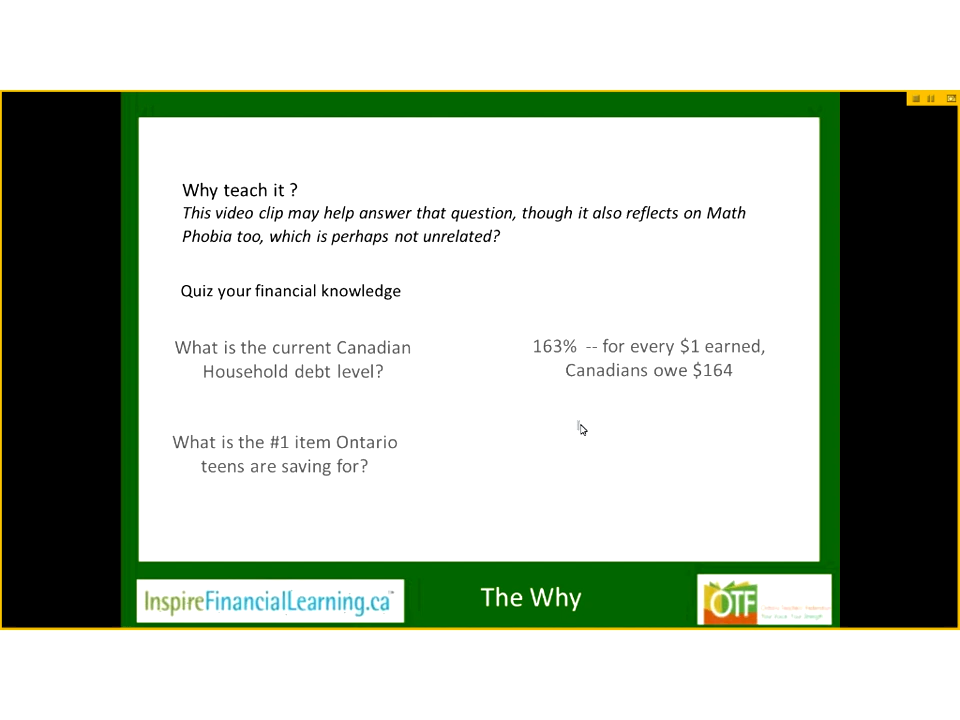 Why teach it ?
This video clip may help answer that question, though it also reflects on Math
Phobia too, which is perhaps not unrelated?
Quiz your financial knowledge
What is the current Canadian
Household debt level?
163% -- for every $1 earned,
Canadians owe $164
What is the #1 item Ontario
teens are saving for?
InspireFinancialLearning.ca™
The Why
OTF